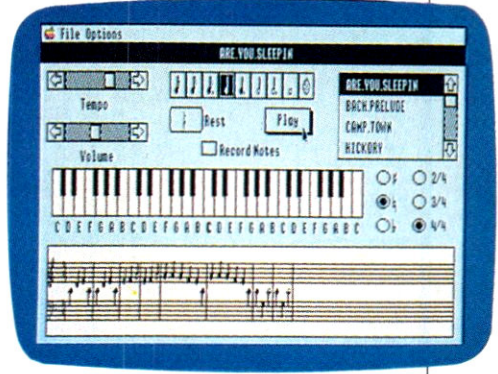 File Options
ARE.YOU.SLEEPIN
Tempo
Volume
Rest
Play
Record Notes
ARE.YOU.SLEEPIN
BACH.PRELUDE
CAMP.TOWN
HICKORY
2/4
3/4
4/4
C D E F G A B C D E F G A B C D E F G A B C D E F G A B C